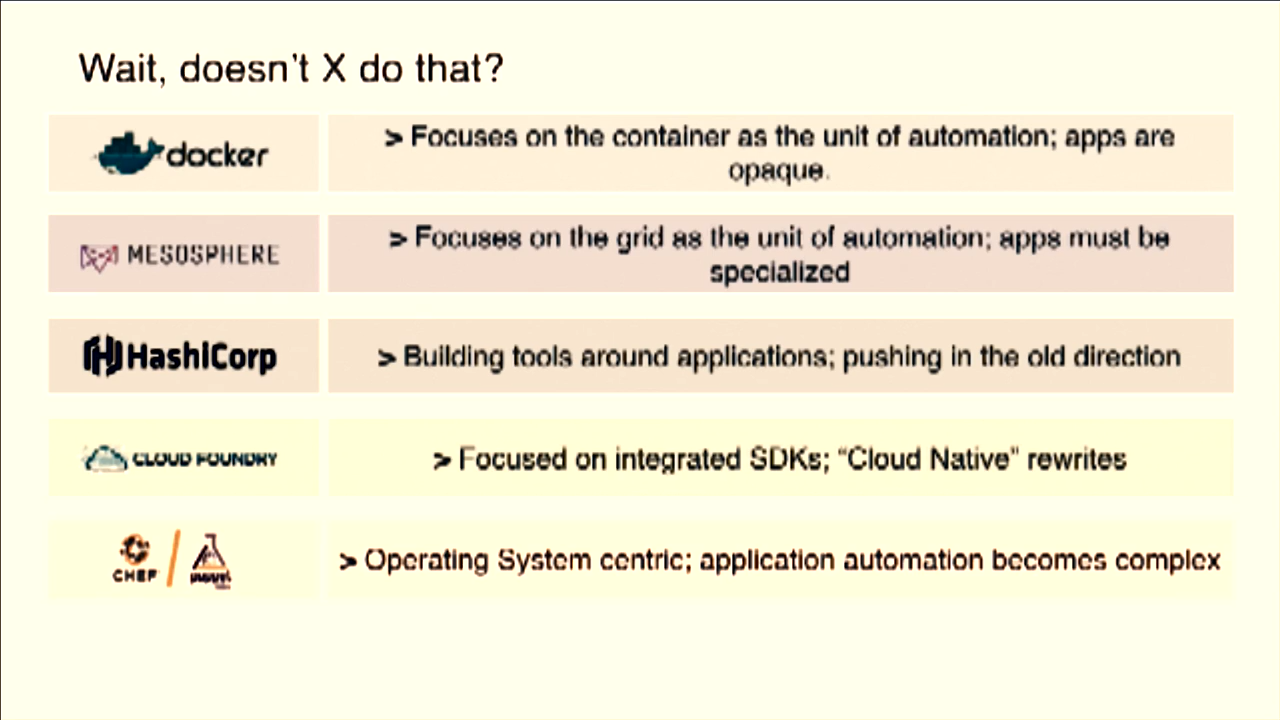 Wait, doesn't X do that?
docker
> Focuses on the container as the unit of automation; apps are
opaque.
MESOSPHERE
> Focuses on the grid as the unit of automation; apps must be
specialized
HashiCorp
> Building tools around applications; pushing in the old direction
CLOUD FOUNDRY
> Focused on integrated SDKs; “Cloud Native” rewrites
CHEF
> Operating System centric; application automation becomes complex